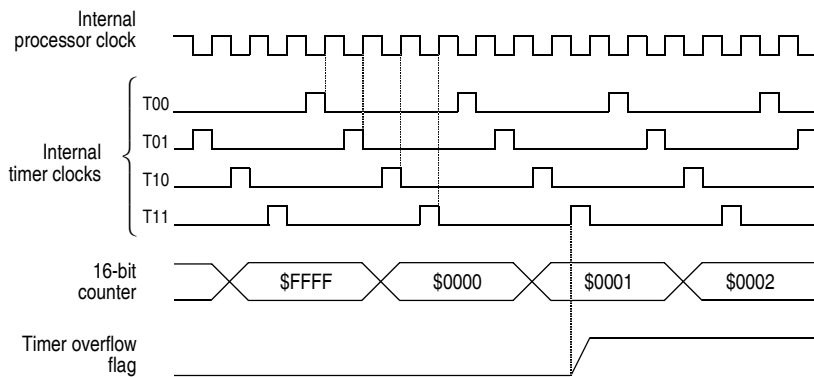 Internal
processor clock
T00
T01
Internal
timer clocks
T10
T11
16-bit
counter
$FFFF
$0000
$0001
$0002
Timer overflow
flag